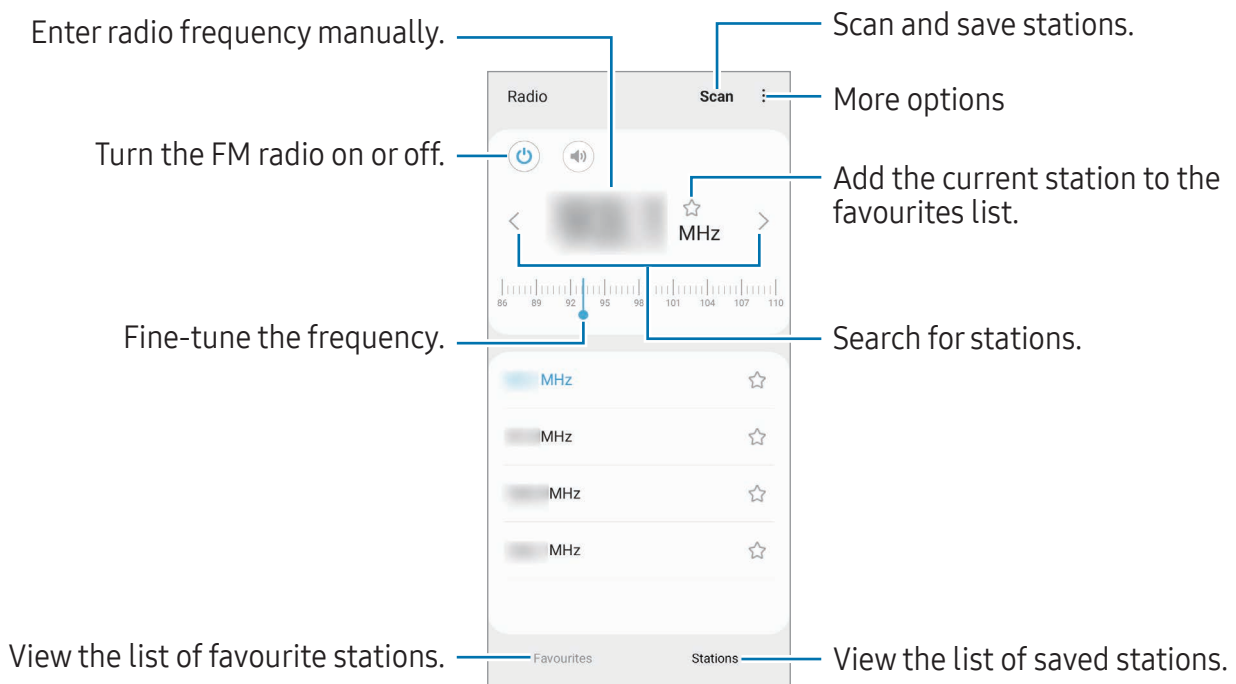 Enter radio frequency manually.
Scan and save stations.
Radio
Scan
More options
Turn the FM radio on or off.
Add the current station to the
favourites list.
MHz
86 89 92 95 98 101 104 107 110
Fine-tune the frequency.
Search for stations.
MHz
MHz
MHz
MHz
View the list of favourite stations.
Favourites
Stations
View the list of saved stations.